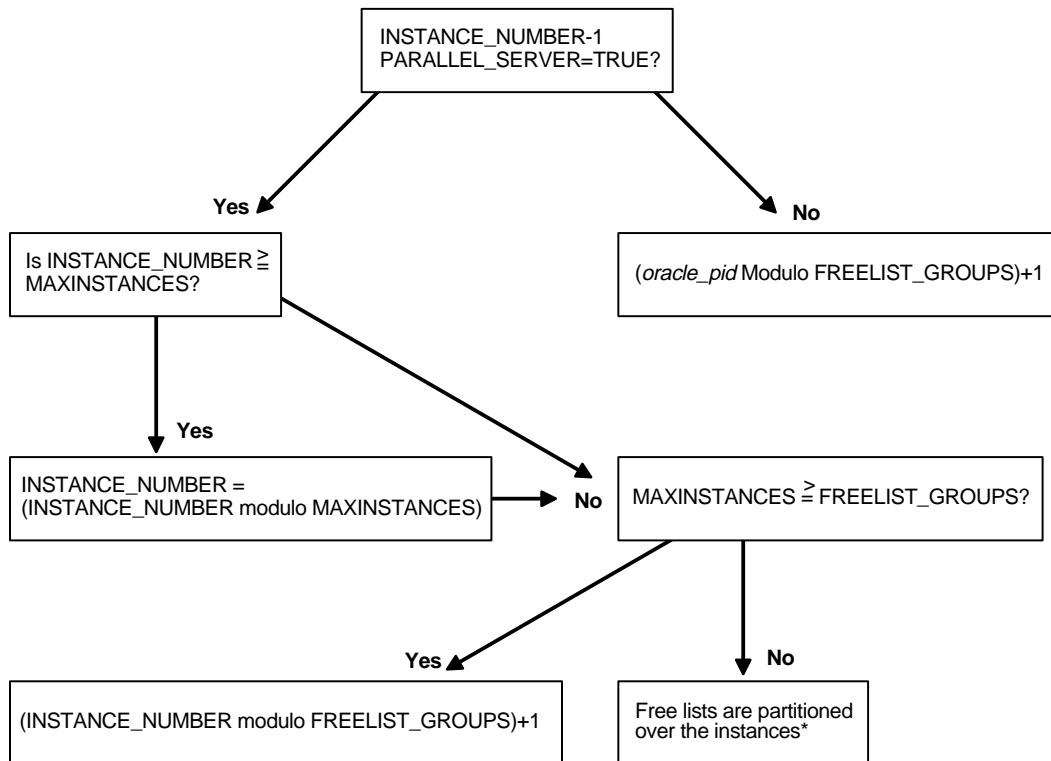 INSTANCE_NUMBER-1
PARALLEL_SERVER=TRUE?
Yes
No
Is INSTANCE_NUMBER ≧
MAXINSTANCES?
(oracle_pid Modulo FREELIST_GROUPS)+1
Yes
INSTANCE_NUMBER =
(INSTANCE_NUMBER modulo MAXINSTANCES)
No
MAXINSTANCES ≧ FREELIST_GROUPS?
Yes
No
(INSTANCE_NUMBER modulo FREELIST_GROUPS)+1
Free lists are partitioned
over the instances*